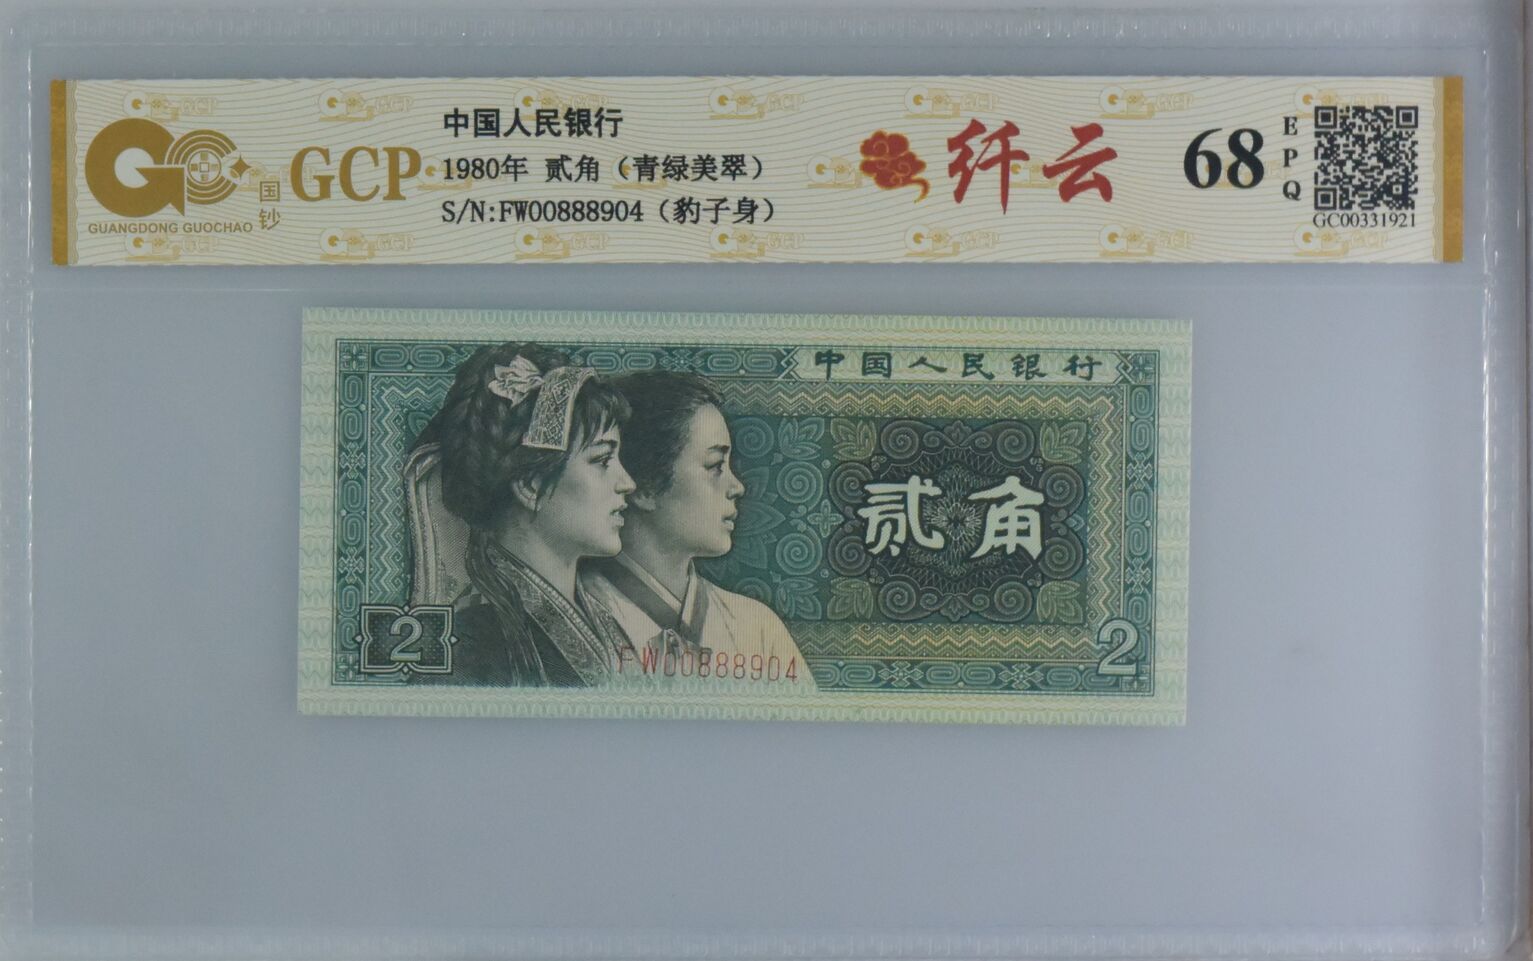 GCP
GUANGDONG GUOCHAO
国钞
中国人民银行
1980年 贰角（青绿美翠）
S/N:FW00888904（豹子身）
纤云
68
EPQ
GC00331921
中国人民银行
贰角
2
FW00888904
2